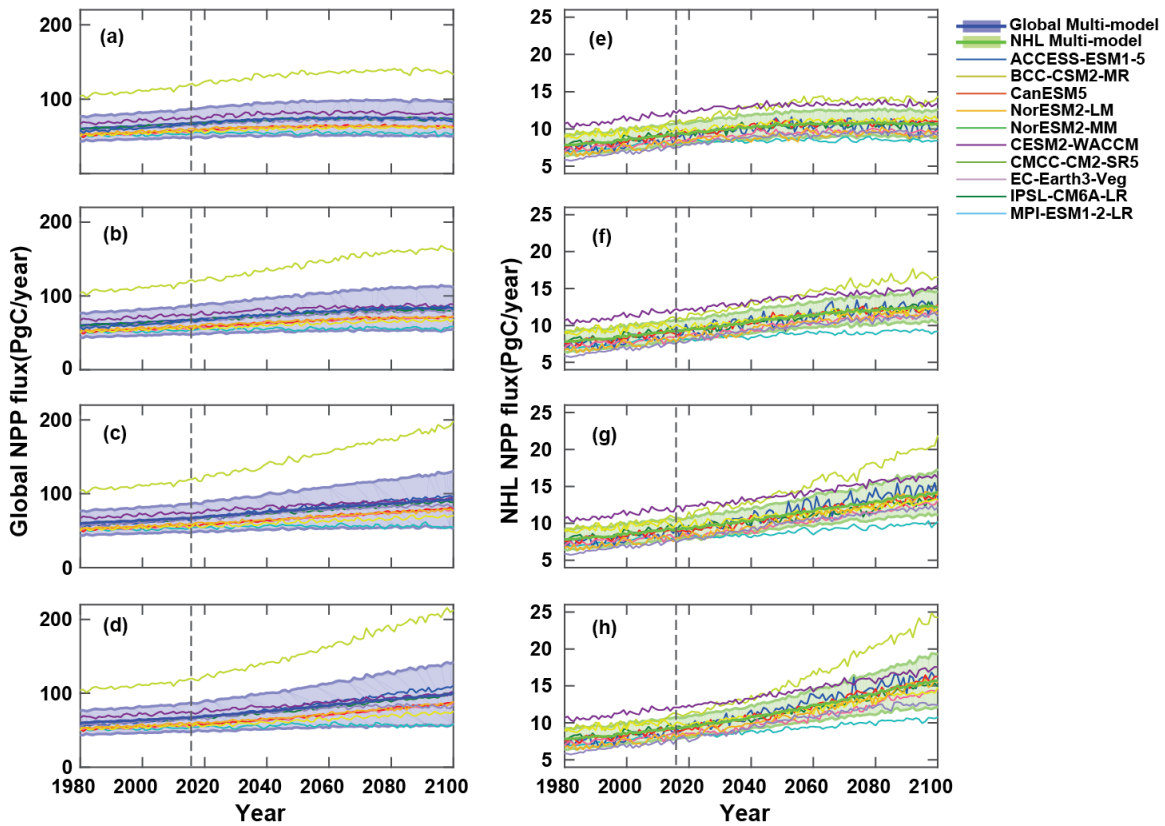 Global NPP flux(PgC/year)
200
(a)
100
200
(b)
100
0
200
(c)
100
0
200
(d)
100
0
1980 2000 2020 2040 2060 2080 2100
Year
NHL NPP flux(PgC/year)
25
(e)
20
15
10
5
25
(f)
20
15
10
5
25
(g)
20
15
10
5
25
(h)
20
15
10
5
1980 2000 2020 2040 2060 2080 2100
Year
Global Multi-model
NHL Multi-model
ACCESS-ESM1-5
BCC-CSM2-MR
CanESM5
NorESM2-LM
NorESM2-MM
CESM2-WACCM
CMCC-CM2-SR5
EC-Earth3-Veg
IPSL-CM6A-LR
MPI-ESM1-2-LR